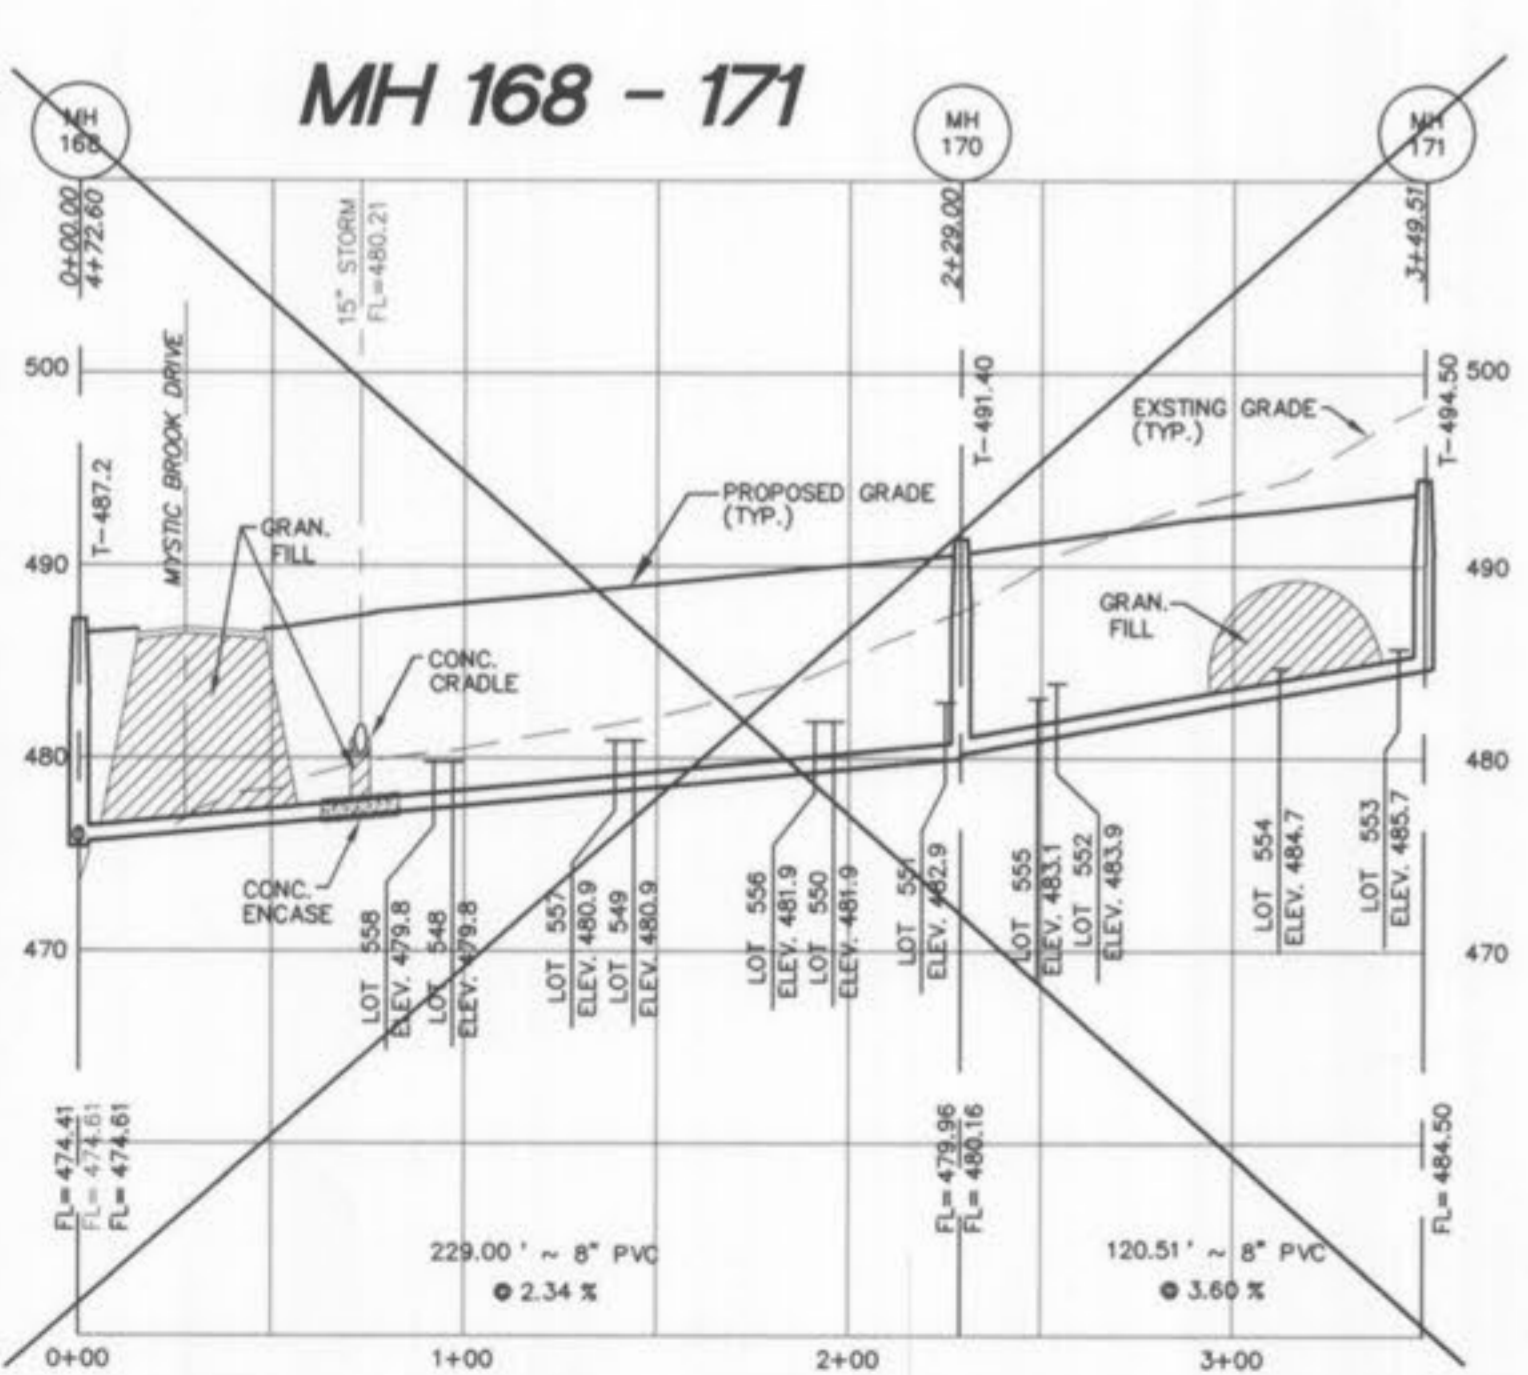 MH 168 - 171
MH
168
MH
170
MH
171
0+00.00
4+72.60
15" STORM
FL=480.21
2+29.00
3+49.51
500
500
MYSTIC BROOK DRIVE
T-487.2
T-491.40
T-494.50
EXSTING GRADE
(TYP.)
PROPOSED GRADE
(TYP.)
GRAN.
FILL
490
490
GRAN.
FILL
CONC.
CRADLE
480
480
CONC.
ENCASE
LOT 558
ELEV. 479.8
LOT 548
ELEV. 479.8
LOT 557
ELEV. 480.9
LOT 549
ELEV. 480.9
LOT 556
ELEV. 481.9
LOT 550
ELEV. 481.9
LOT 551
ELEV. 482.9
LOT 555
ELEV. 483.1
LOT 552
ELEV. 483.9
LOT 554
ELEV. 484.7
LOT 553
ELEV. 485.7
470
470
FL= 474.41
FL= 474.61
FL= 474.61
FL= 479.96
FL= 480.16
FL= 484.50
229.00 ' ~ 8" PVC
@ 2.34 %
120.51' ~ 8" PVC
@ 3.60 %
0+00
1+00
2+00
3+00